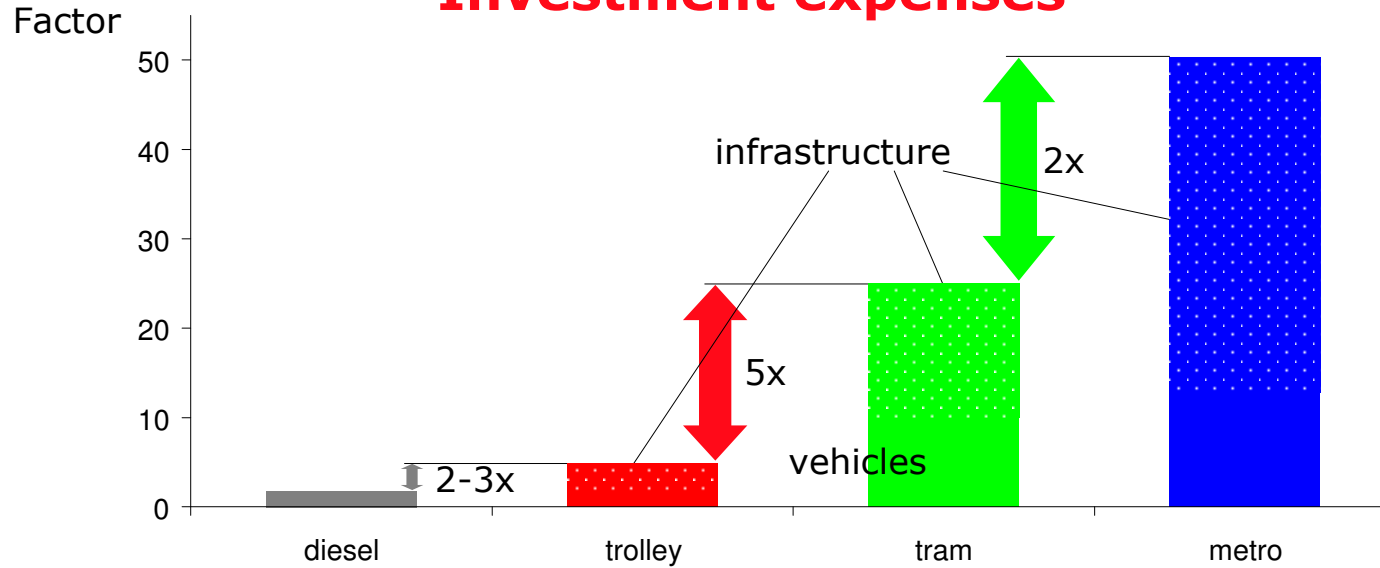 Investment expenses
Factor
50
40
30
20
10
0
infrastructure
2x
5x
vehicles
2-3x
diesel trolley tram metro